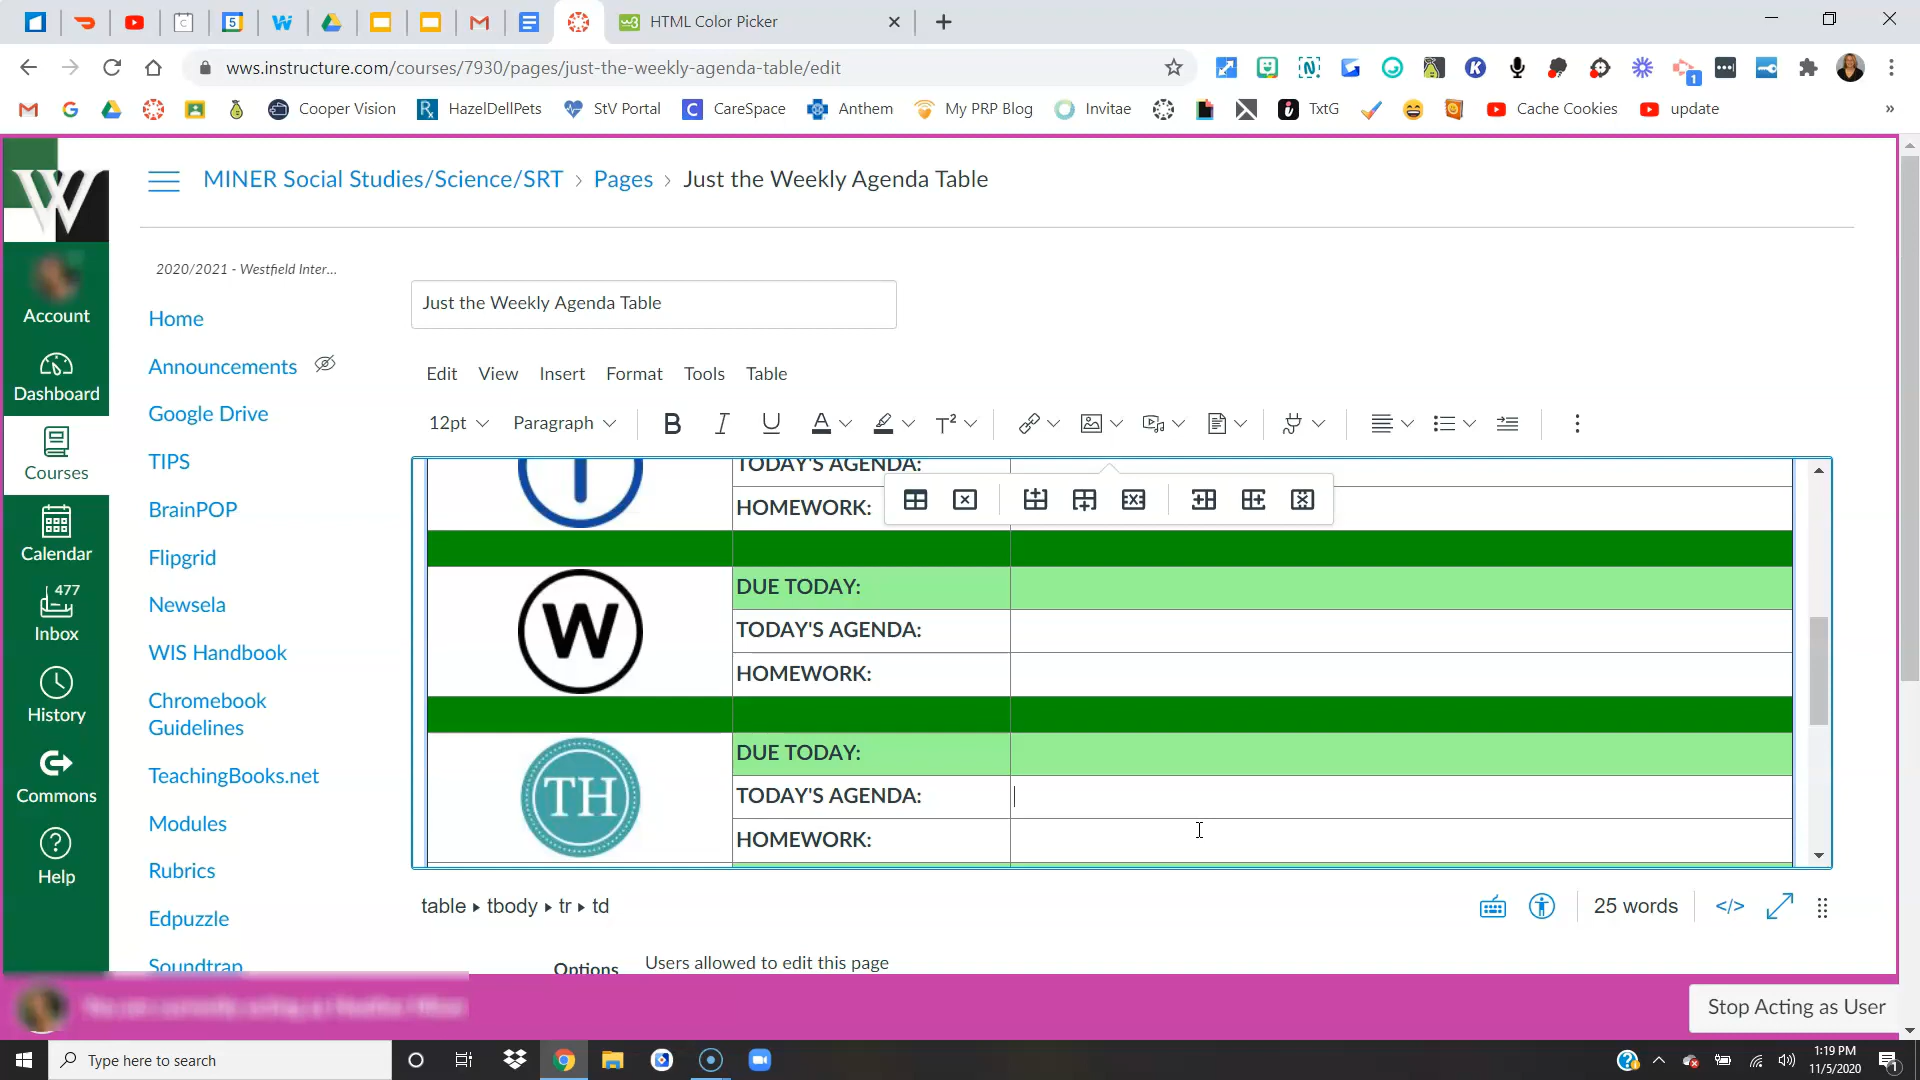 5
HTML Color Picker
wws.instructure.com/courses/7930/pages/just-the-weekly-agenda-table/edit
1
Cooper Vision
HazelDellPets
StV Portal
CareSpace
Anthem
My PRP Blog
Invitae
TxtG
Cache Cookies
update
»
W
MINER Social Studies/Science/SRT › Pages › Just the Weekly Agenda Table
2020/2021 - Westfield Inter...
Account
Dashboard
Courses
Calendar
477
Inbox
History
Commons
Help
Home
Announcements
Google Drive
TIPS
BrainPOP
Flipgrid
Newsela
WIS Handbook
Chromebook
Guidelines
TeachingBooks.net
Modules
Rubrics
Edpuzzle
Soundtrap
Just the Weekly Agenda Table
Edit View Insert Format Tools Table
12pt Paragraph B I U A T²
T
TODAY'S AGENDA:
HOMEWORK:
W
DUE TODAY:
TODAY'S AGENDA:
HOMEWORK:
TH
DUE TODAY:
TODAY'S AGENDA:
HOMEWORK:
table ▸ tbody ▸ tr ▸ td
25 words
</>
Options
Users allowed to edit this page
Stop Acting as User
Type here to search
1:19 PM
11/5/2020
1